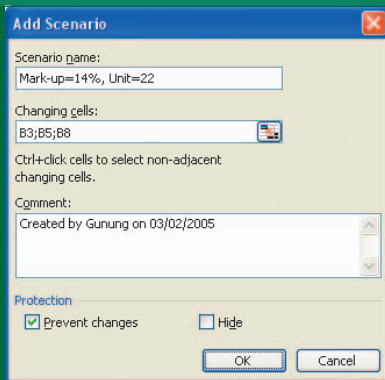 Add Scenario
Scenario name:
Mark-up=14%, Unit=22
Changing cells:
B3;B5;B8
Ctrl+click cells to select non-adjacent
changing cells.
Comment:
Created by Gunung on 03/02/2005
Protection
Prevent changes
Hide
OK
Cancel